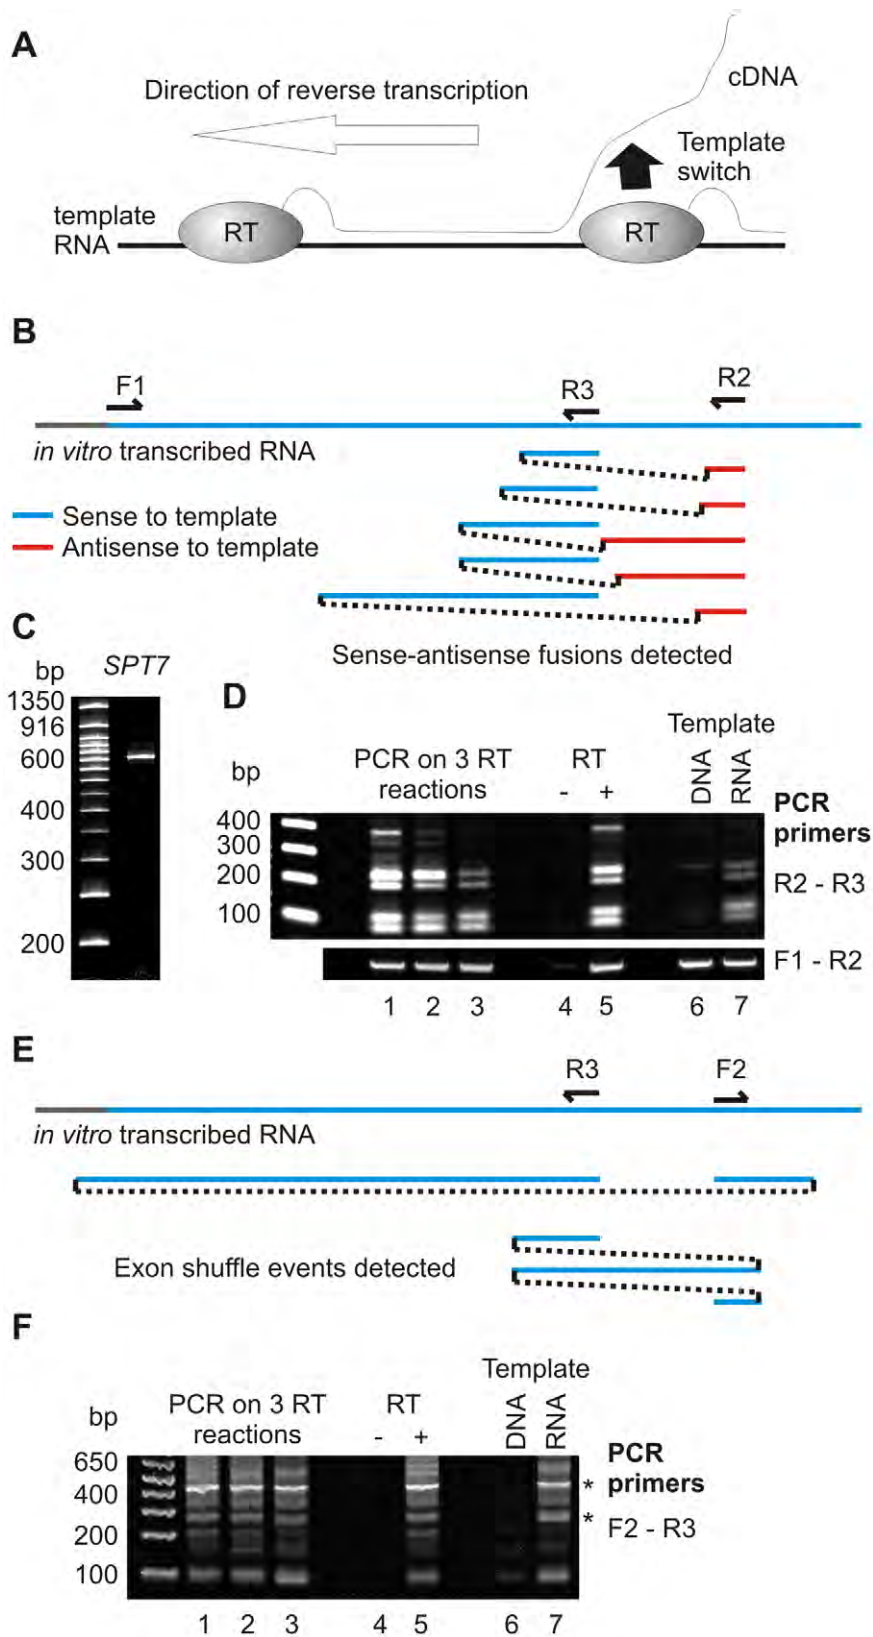 A
Direction of reverse transcription
cDNA
Template
switch
template
RNA
RT
RT
B
F1
R3
R2
in vitro transcribed RNA
Sense to template
Antisense to template
Sense-antisense fusions detected
C
bp
SPT7
1350
916
600
400
300
200
D
Template
PCR on 3 RT
reactions
RT
- +
DNA
RNA
bp
PCR
primers
400
300
200
100
R2 - R3
F1 - R2
1 2 3 4 5 6 7
E
R3
F2
in vitro transcribed RNA
Exon shuffle events detected
F
Template
PCR on 3 RT
reactions
RT
- +
DNA
RNA
bp
PCR
primers
650
400
200
100
*
*
F2 - R3
1 2 3 4 5 6 7